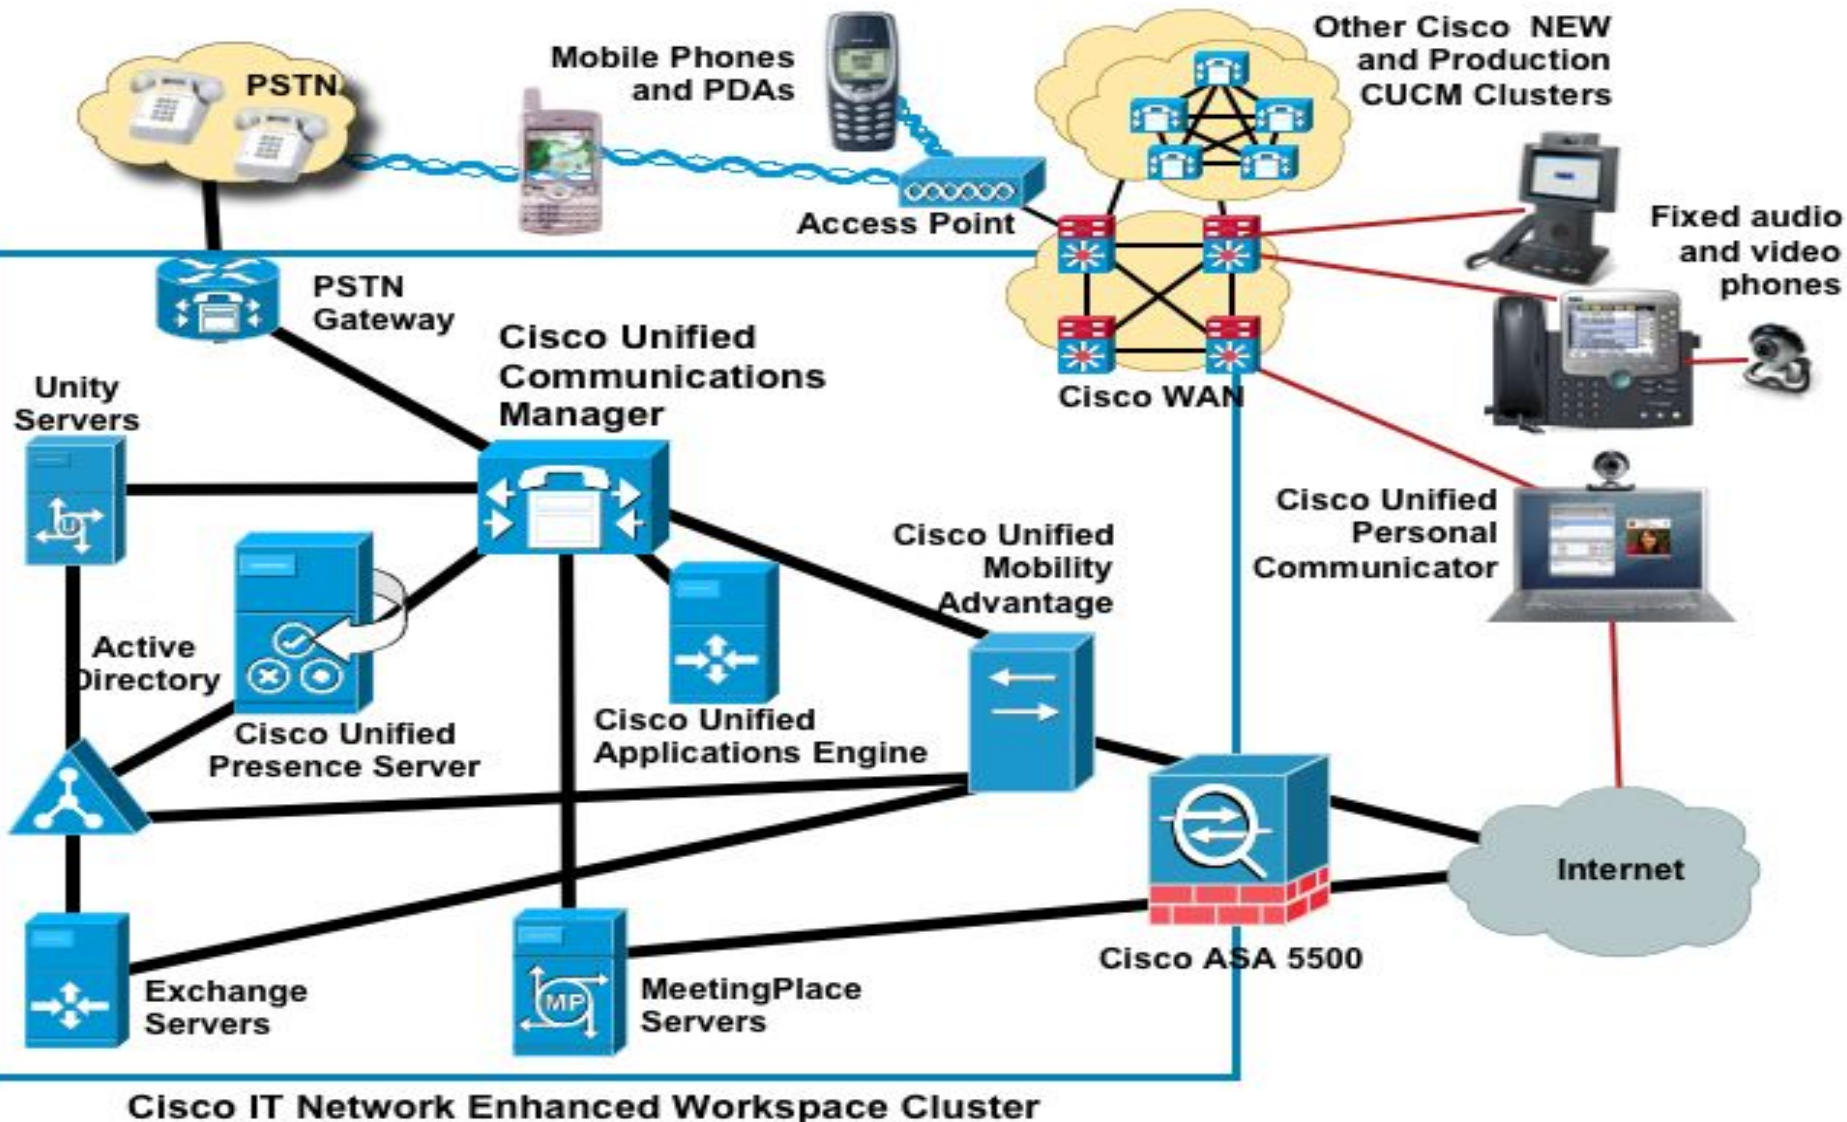 PSTN
Mobile Phones
and PDAs
Other Cisco NEW
and Production
CUCM Clusters
Access Point
Fixed audio
and video
phones
PSTN
Gateway
Cisco Unified
Communications
Manager
Cisco WAN
Unity
Servers
U
Cisco Unified
Mobility
Advantage
Cisco Unified
Personal
Communicator
Active
Directory
Cisco Unified
Presence Server
Cisco Unified
Applications Engine
Internet
Cisco ASA 5500
Exchange
Servers
MP
MeetingPlace
Servers
Cisco IT Network Enhanced Workspace Cluster